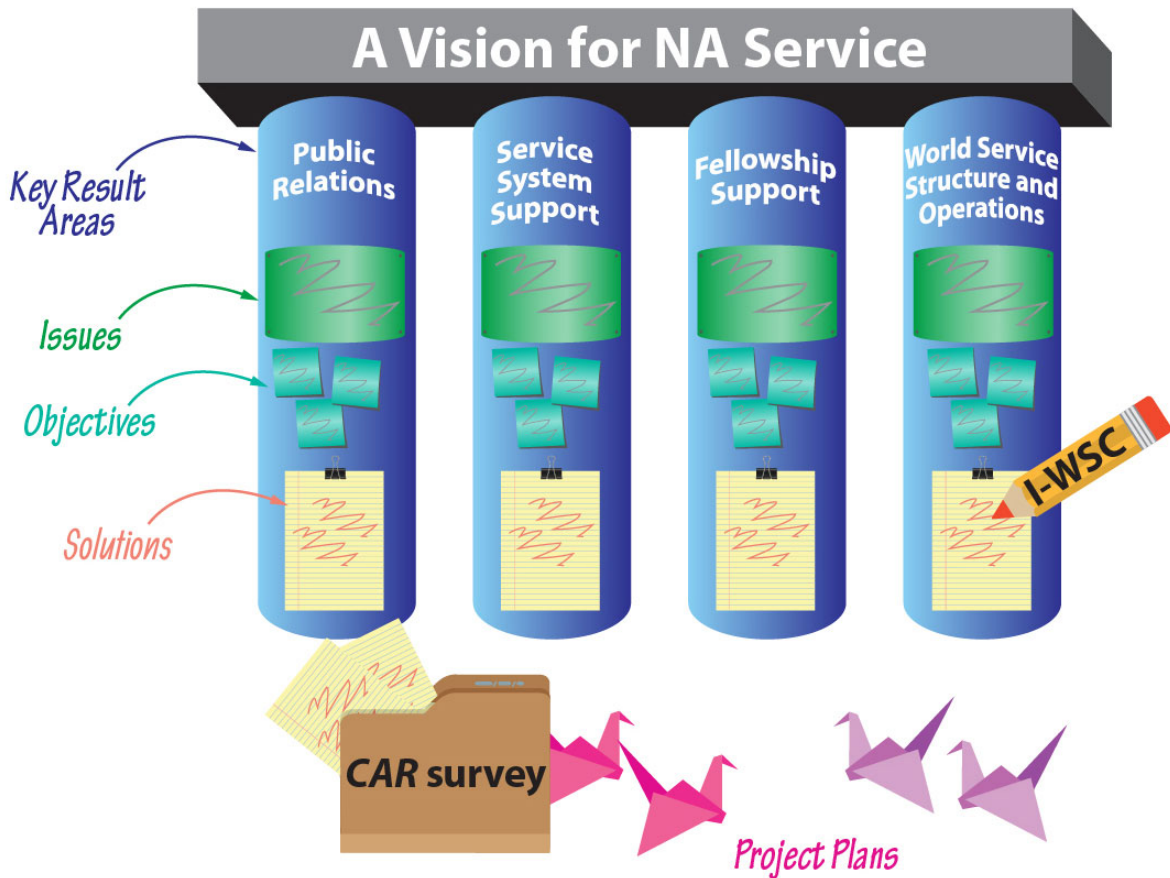 A Vision for NA Service
Key Result
Areas
Issues
Objectives
Solutions
Public
Relations
Service
System
Support
Fellowship
Support
World Service
Structure and
Operations
I-WSC
CAR survey
Project Plans